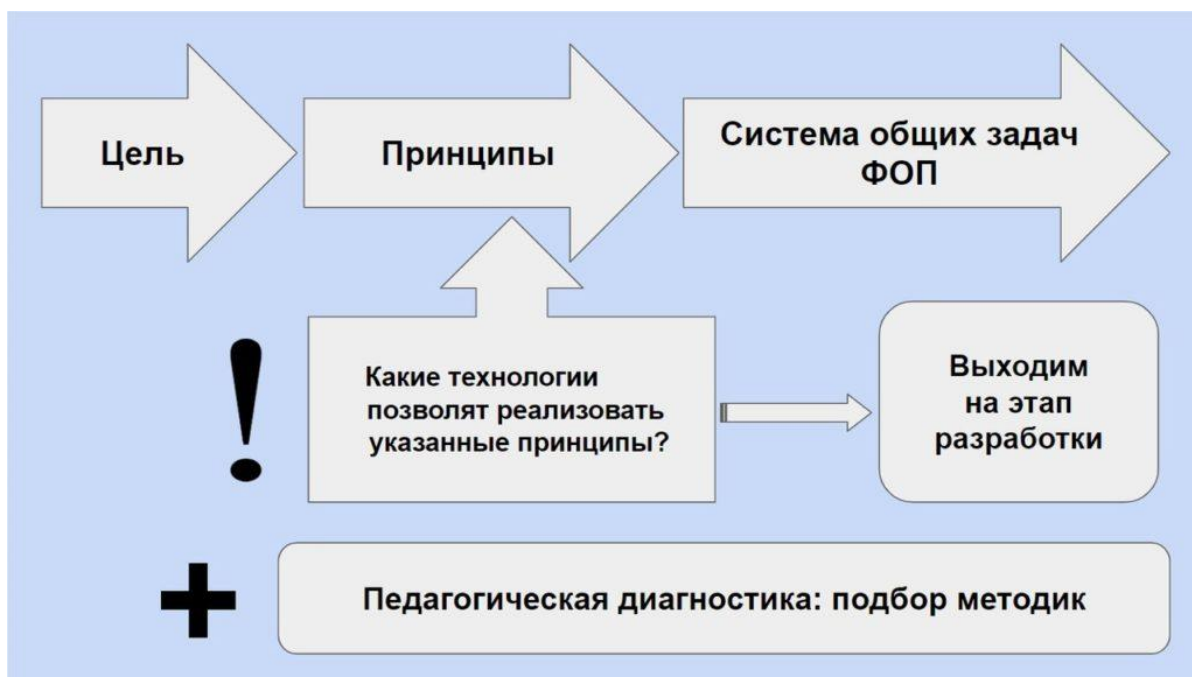 Цель
Принципы
Система общих задач
ФОП
!
Какие технологии
позволят реализовать
указанные принципы?
Выходим
на этап
разработки
+
Педагогическая диагностика: подбор методик